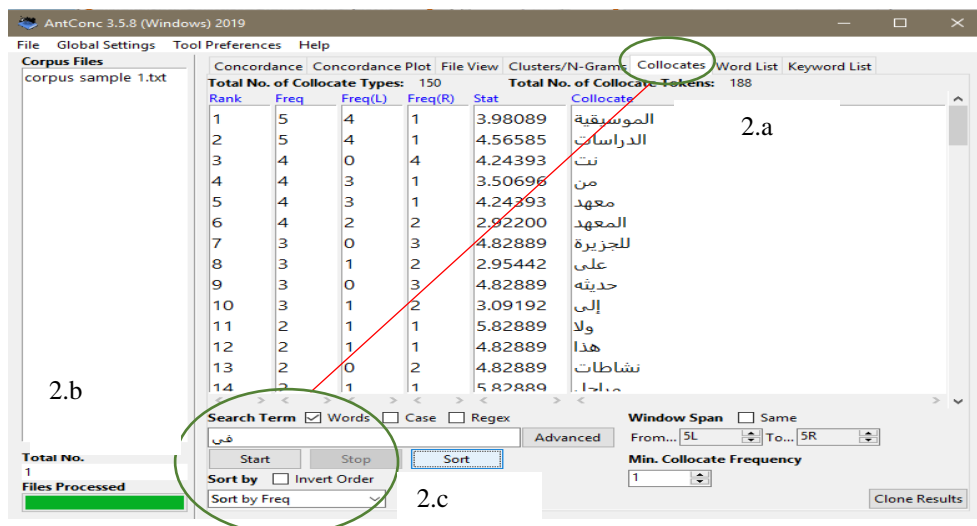 AntConc 3.5.8 (Windows) 2019
File Global Settings Tool Preferences Help
Corpus Files
corpus sample 1.txt
Concordance Concordance Plot File View Clusters/N-Grams Collocates Word List Keyword List
Total No. of Collocate Types: 150 Total No. of Collocate Tokens: 188
Rank Freq Freq(L) Freq(R) Stat Collocate
1 5 4 1 3.98089 الموسيقية
2 5 4 1 4.56585 الدراسات
3 4 0 4 4.24393 نت
4 4 3 1 3.50696 من
5 4 3 1 4.24393 معهد
6 4 2 2 2.92200 المعهد
7 3 0 3 4.82889 للجزيرة
8 3 1 2 2.95442 على
9 3 0 3 4.82889 حديثه
10 3 1 2 3.09192 إلى
11 2 1 1 5.82889 ولا
12 2 1 1 4.82889 هذا
13 2 0 2 4.82889 نشاطات
14 2 1 1 5.82889 مراحل
2.a
2.b
Search Term Words Case Regex Window Span Same
في Advanced From... 5L To... 5R
Start Stop Sort Min. Collocate Frequency
Sort by Invert Order 1
Sort by Freq 2.c Clone Results
Total No.
1
Files Processed